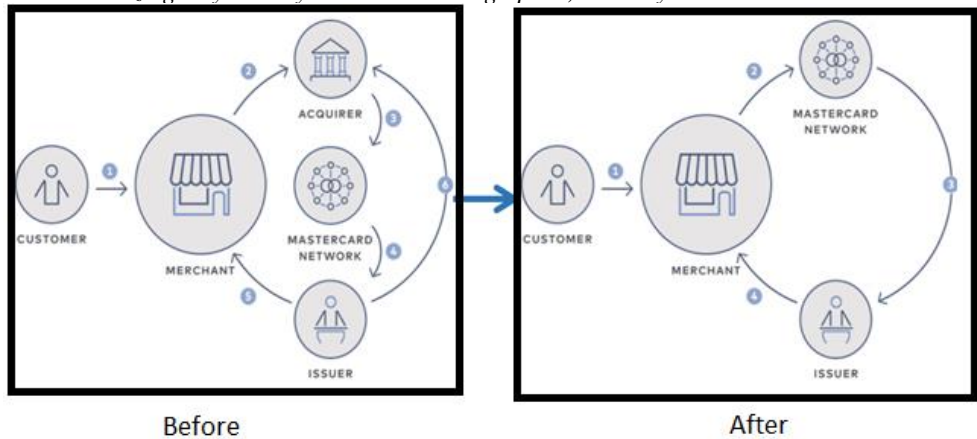 2
ACQUIRER
3
1
6
MASTERCARD
NETWORK
CUSTOMER
4
MERCHANT
5
ISSUER
Before
2
MASTERCARD
NETWORK
1
3
CUSTOMER
MERCHANT
4
ISSUER
After